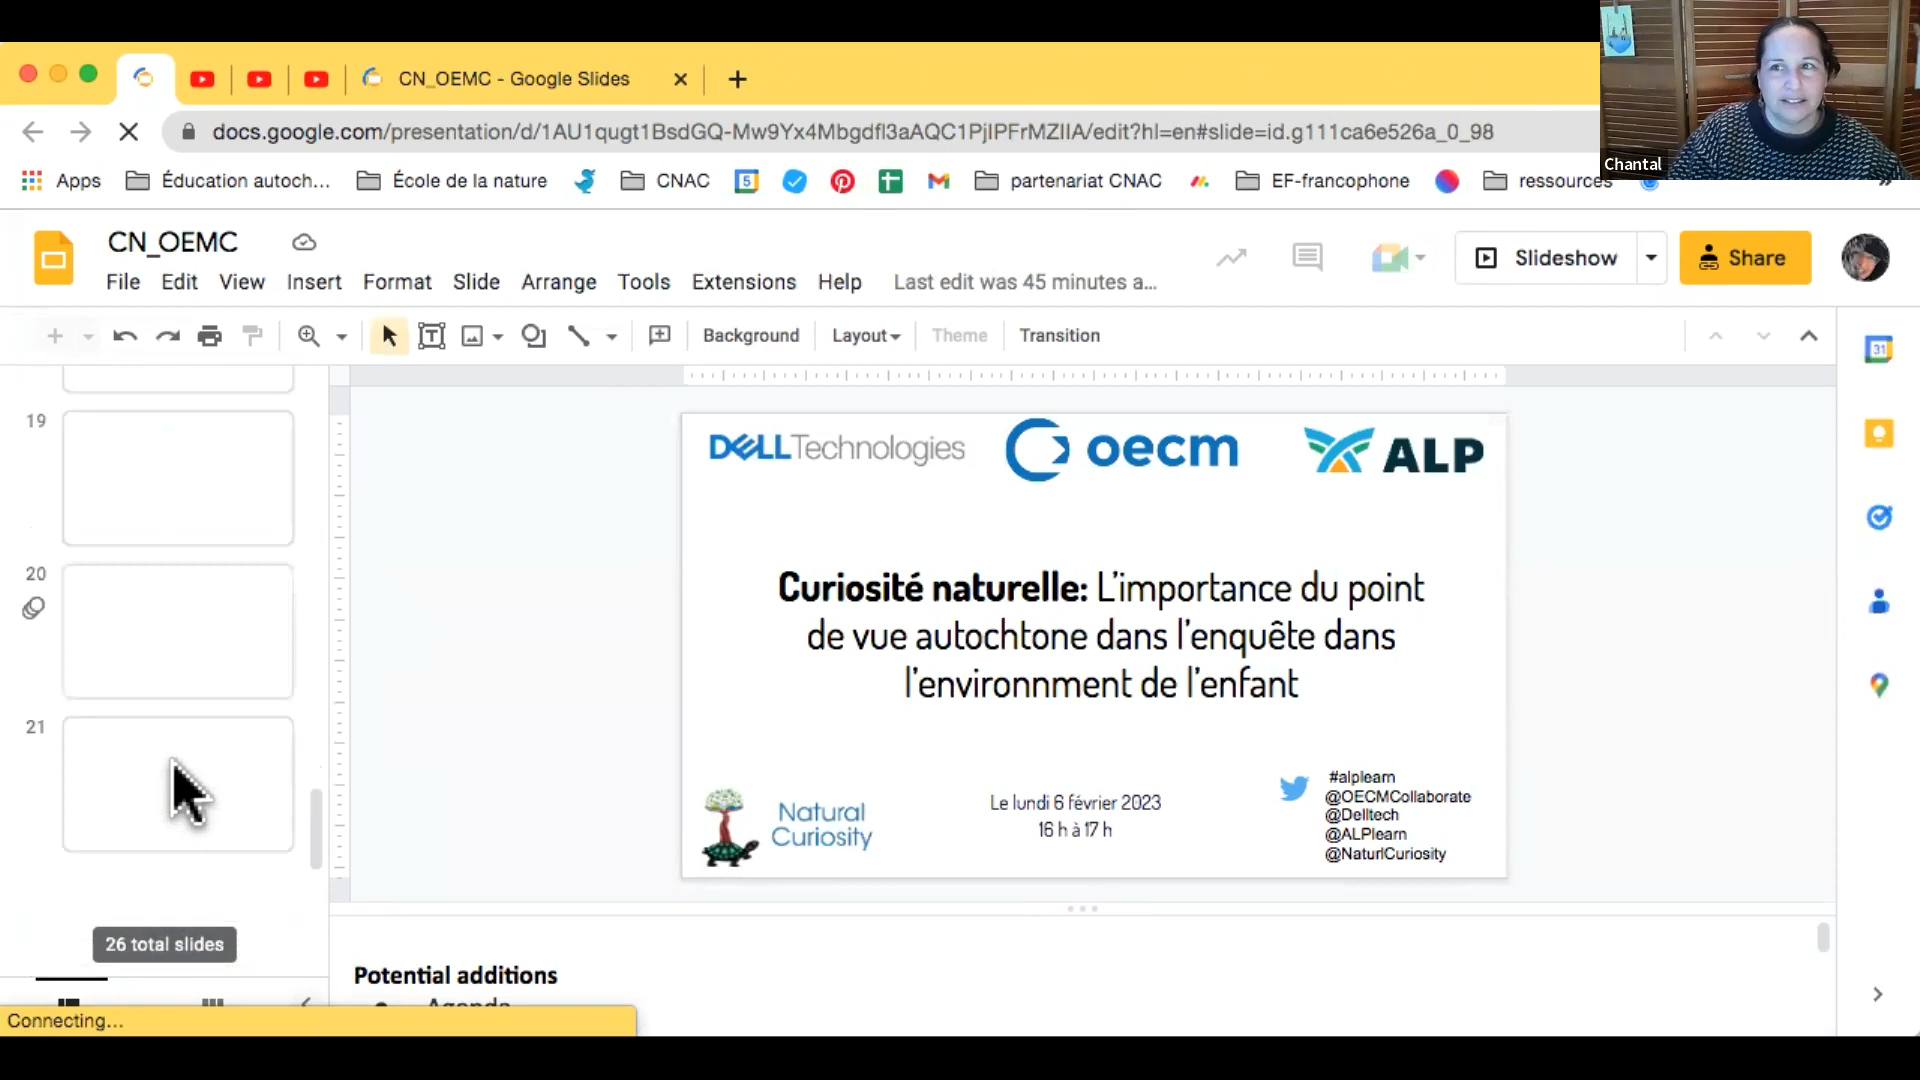 CN_OEMC - Google Slides
docs.google.com/presentation/d/1AU1qugt1BsdGQ-Mw9Yx4Mbgdfl3aAQC1PjIPFrMZIIA/edit?hl=en#slide=id.g111ca6e526a_0_98
Chantal
Apps
Éducation autoch...
École de la nature
CNAC
5
partenariat CNAC
EF-francophone
ressources
»
CN_OEMC
File Edit View Insert Format Slide Arrange Tools Extensions Help
Last edit was 45 minutes a...
Slideshow
Share
Background
Layout
Theme
Transition
31
19
20
21
26 total slides
DELLTechnologies
oecm
ALP
Curiosité naturelle: L'importance du point
de vue autochtone dans l'enquête dans
l'environnment de l'enfant
Natural
Curiosity
Le lundi 6 février 2023
16 h à 17 h
#alplearn
@OECMCollaborate
@Delltech
@ALPlearn
@NaturlCuriosity
Potential additions
Agenda
Connecting...